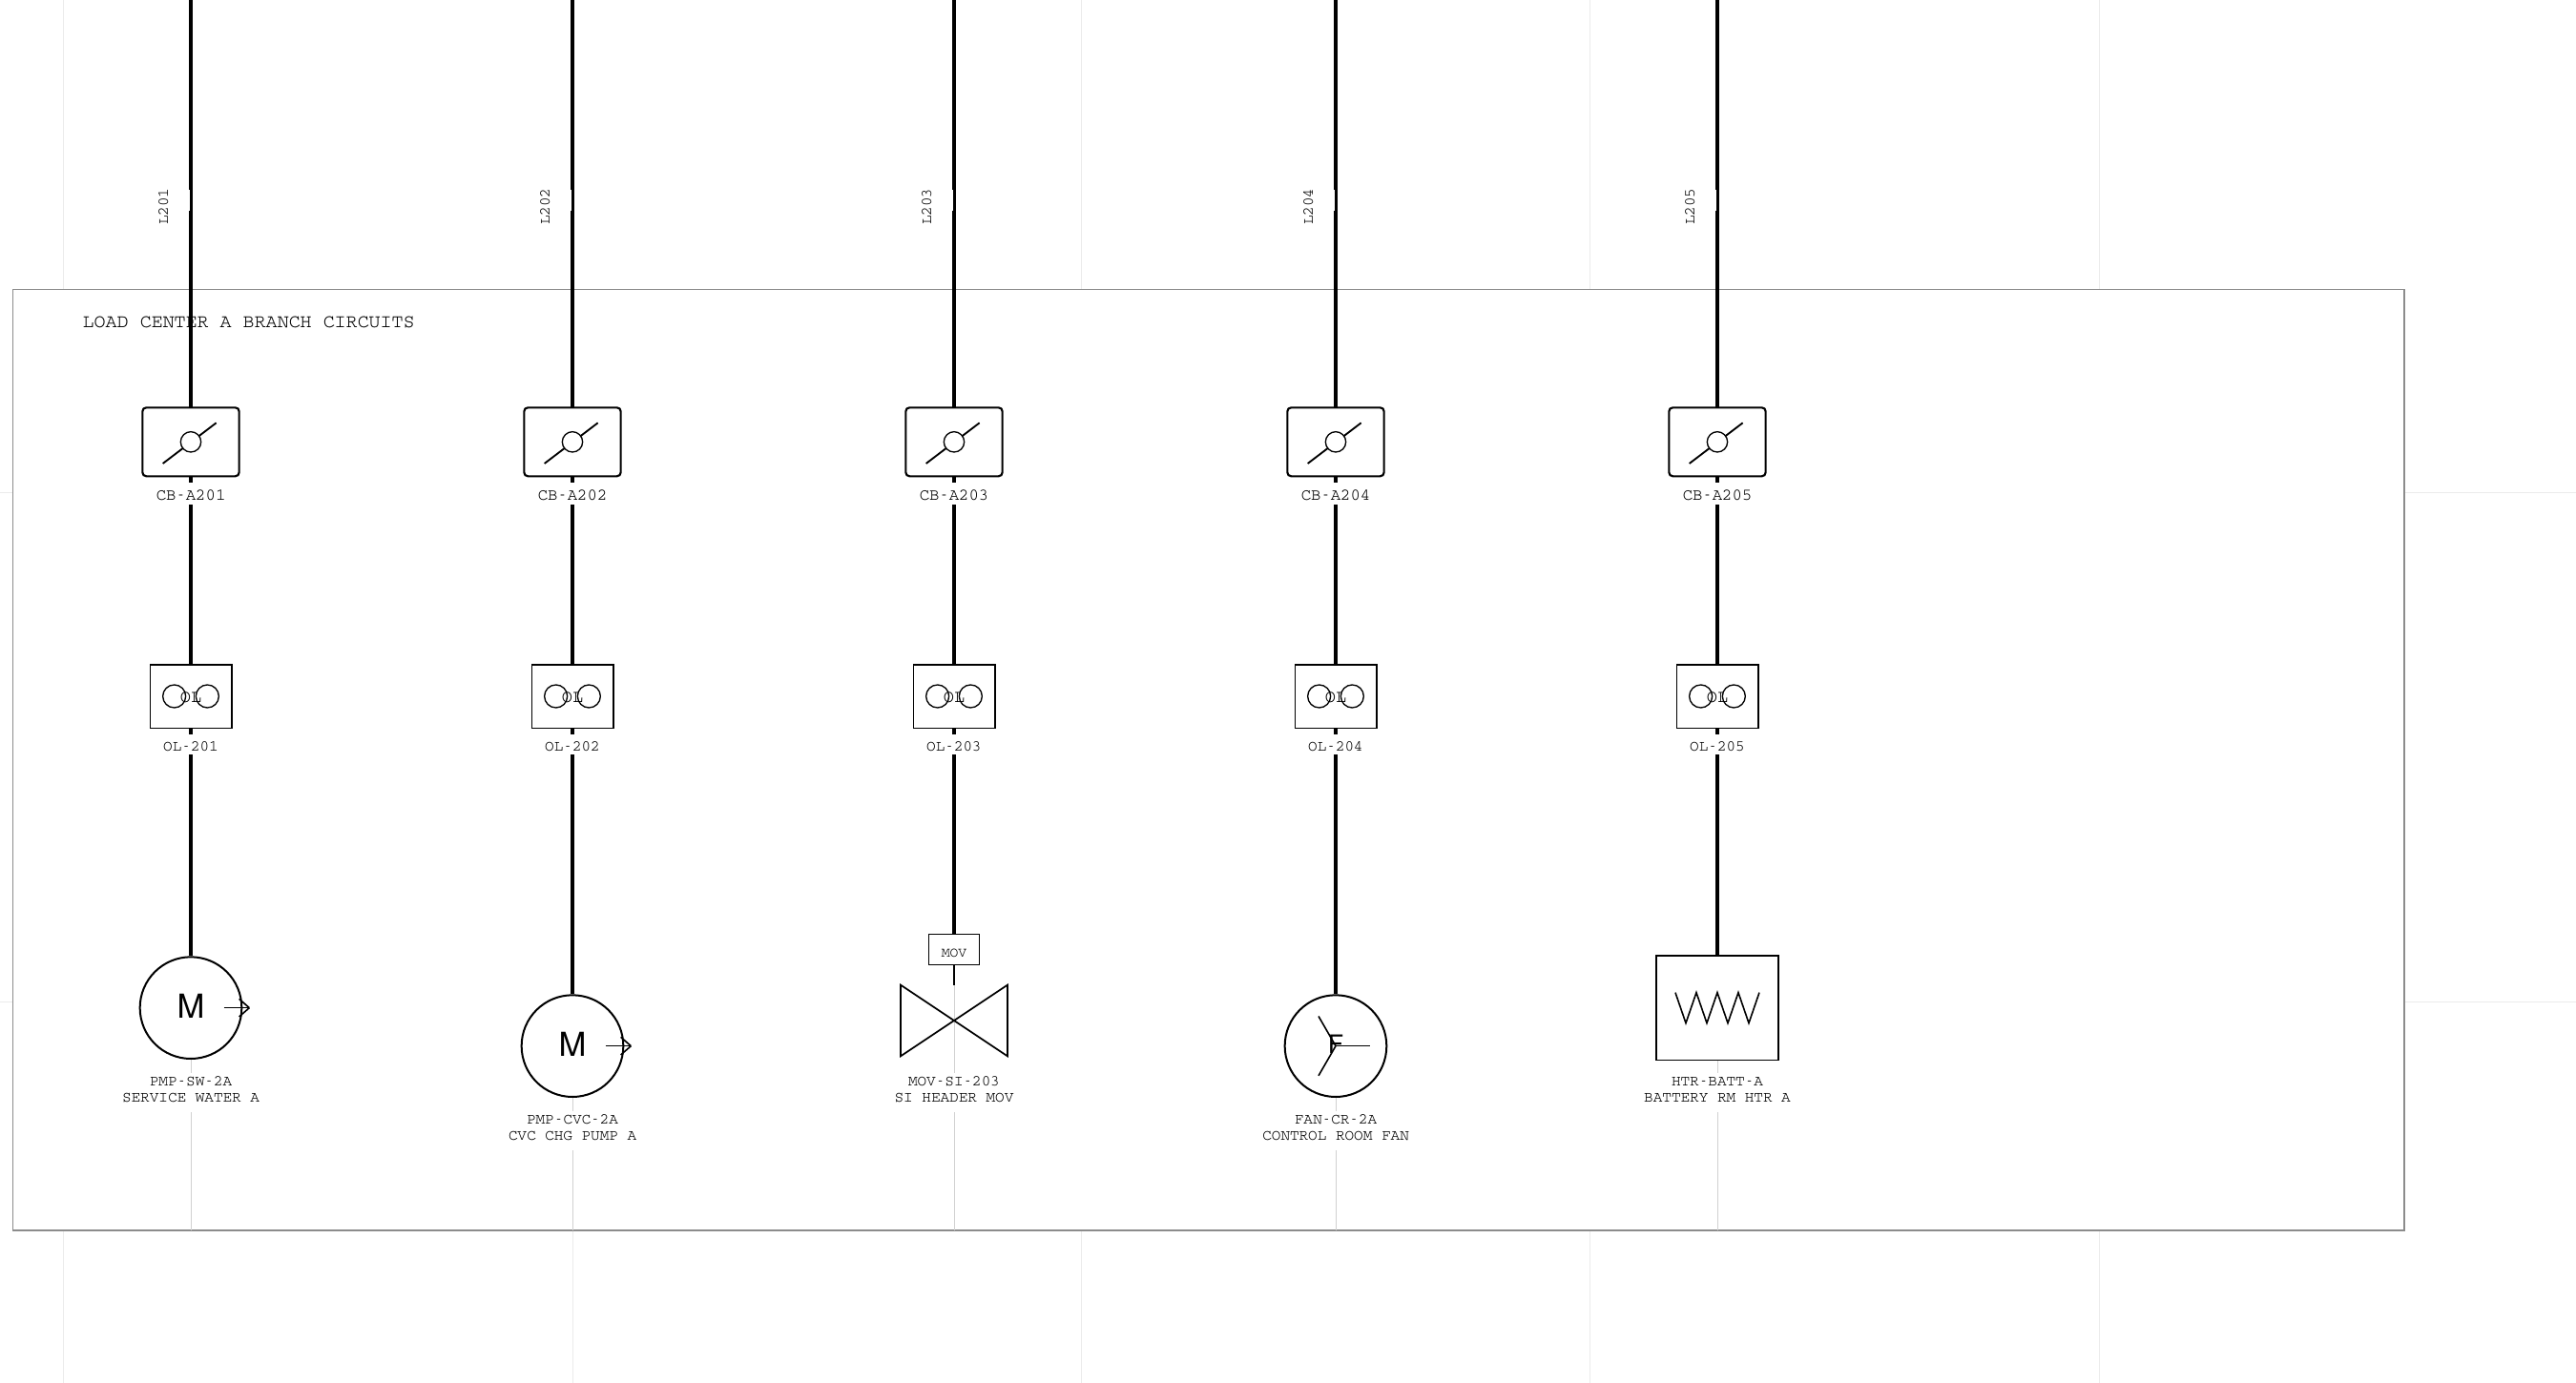 L201
L202
L203
L204
L205
LOAD CENTER A BRANCH CIRCUITS
CB-A201
CB-A202
CB-A203
CB-A204
CB-A205
OL
OL
OL
OL
OL
OL-201
OL-202
OL-203
OL-204
OL-205
MOV
M
M
F
PMP-SW-2A
SERVICE WATER A
PMP-CVC-2A
CVC CHG PUMP A
MOV-SI-203
SI HEADER MOV
FAN-CR-2A
CONTROL ROOM FAN
HTR-BATT-A
BATTERY RM HTR A